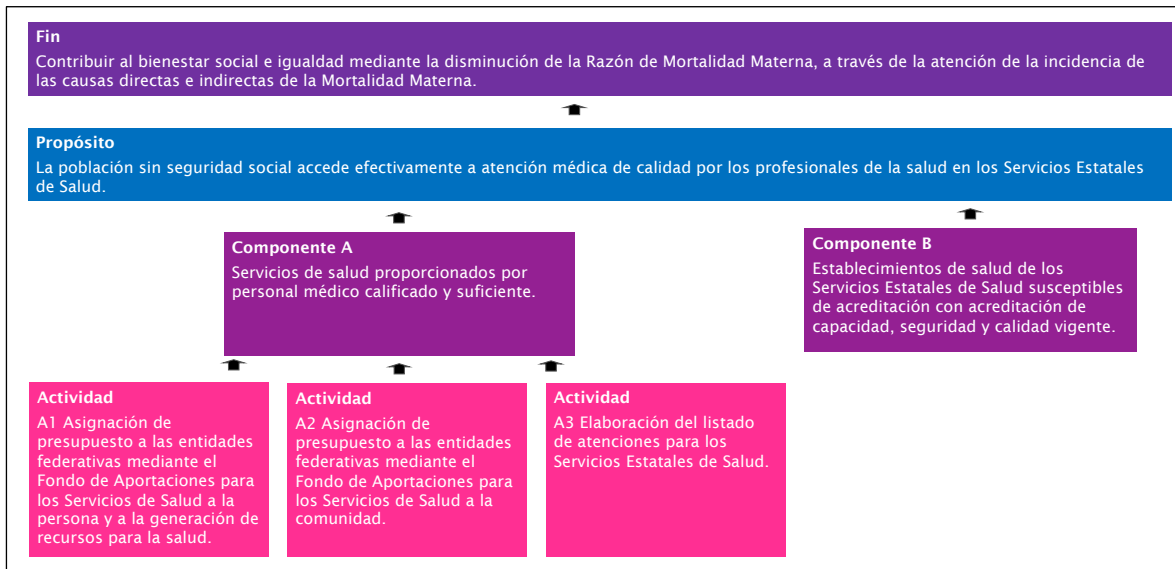 Fin
Contribuir al bienestar social e igualdad mediante la disminución de la Razón de Mortalidad Materna, a través de la atención de la incidencia de
las causas directas e indirectas de la Mortalidad Materna.
Propósito
La población sin seguridad social accede efectivamente a atención médica de calidad por los profesionales de la salud en los Servicios Estatales
de Salud.
Componente A
Servicios de salud proporcionados por
personal médico calificado y suficiente.
Componente B
Establecimientos de salud de los
Servicios Estatales de Salud susceptibles
de acreditación con acreditación de
capacidad, seguridad y calidad vigente.
Actividad
A1 Asignación de
presupuesto a las entidades
federativas mediante el
Fondo de Aportaciones para
los Servicios de Salud a la
persona y a la generación de
recursos para la salud.
Actividad
A2 Asignación de
presupuesto a las entidades
federativas mediante el
Fondo de Aportaciones para
los Servicios de Salud a la
comunidad.
Actividad
A3 Elaboración del listado
de atenciones para los
Servicios Estatales de Salud.